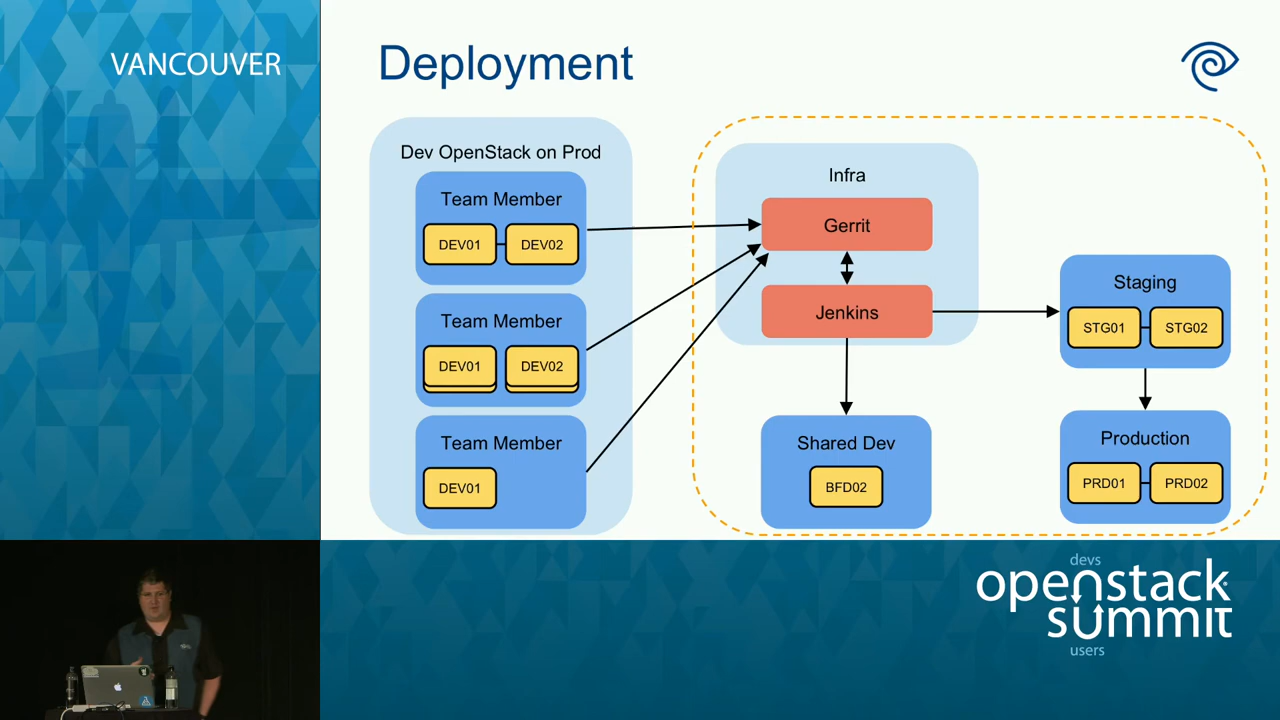 VANCOUVER
Deployment
Dev OpenStack on Prod
Team Member
DEV01
DEV02
Team Member
DEV01
DEV02
Team Member
DEV01
Infra
Gerrit
Jenkins
Shared Dev
BFD02
Staging
STG01
STG02
Production
PRD01
PRD02
devs
openstack
summit
users